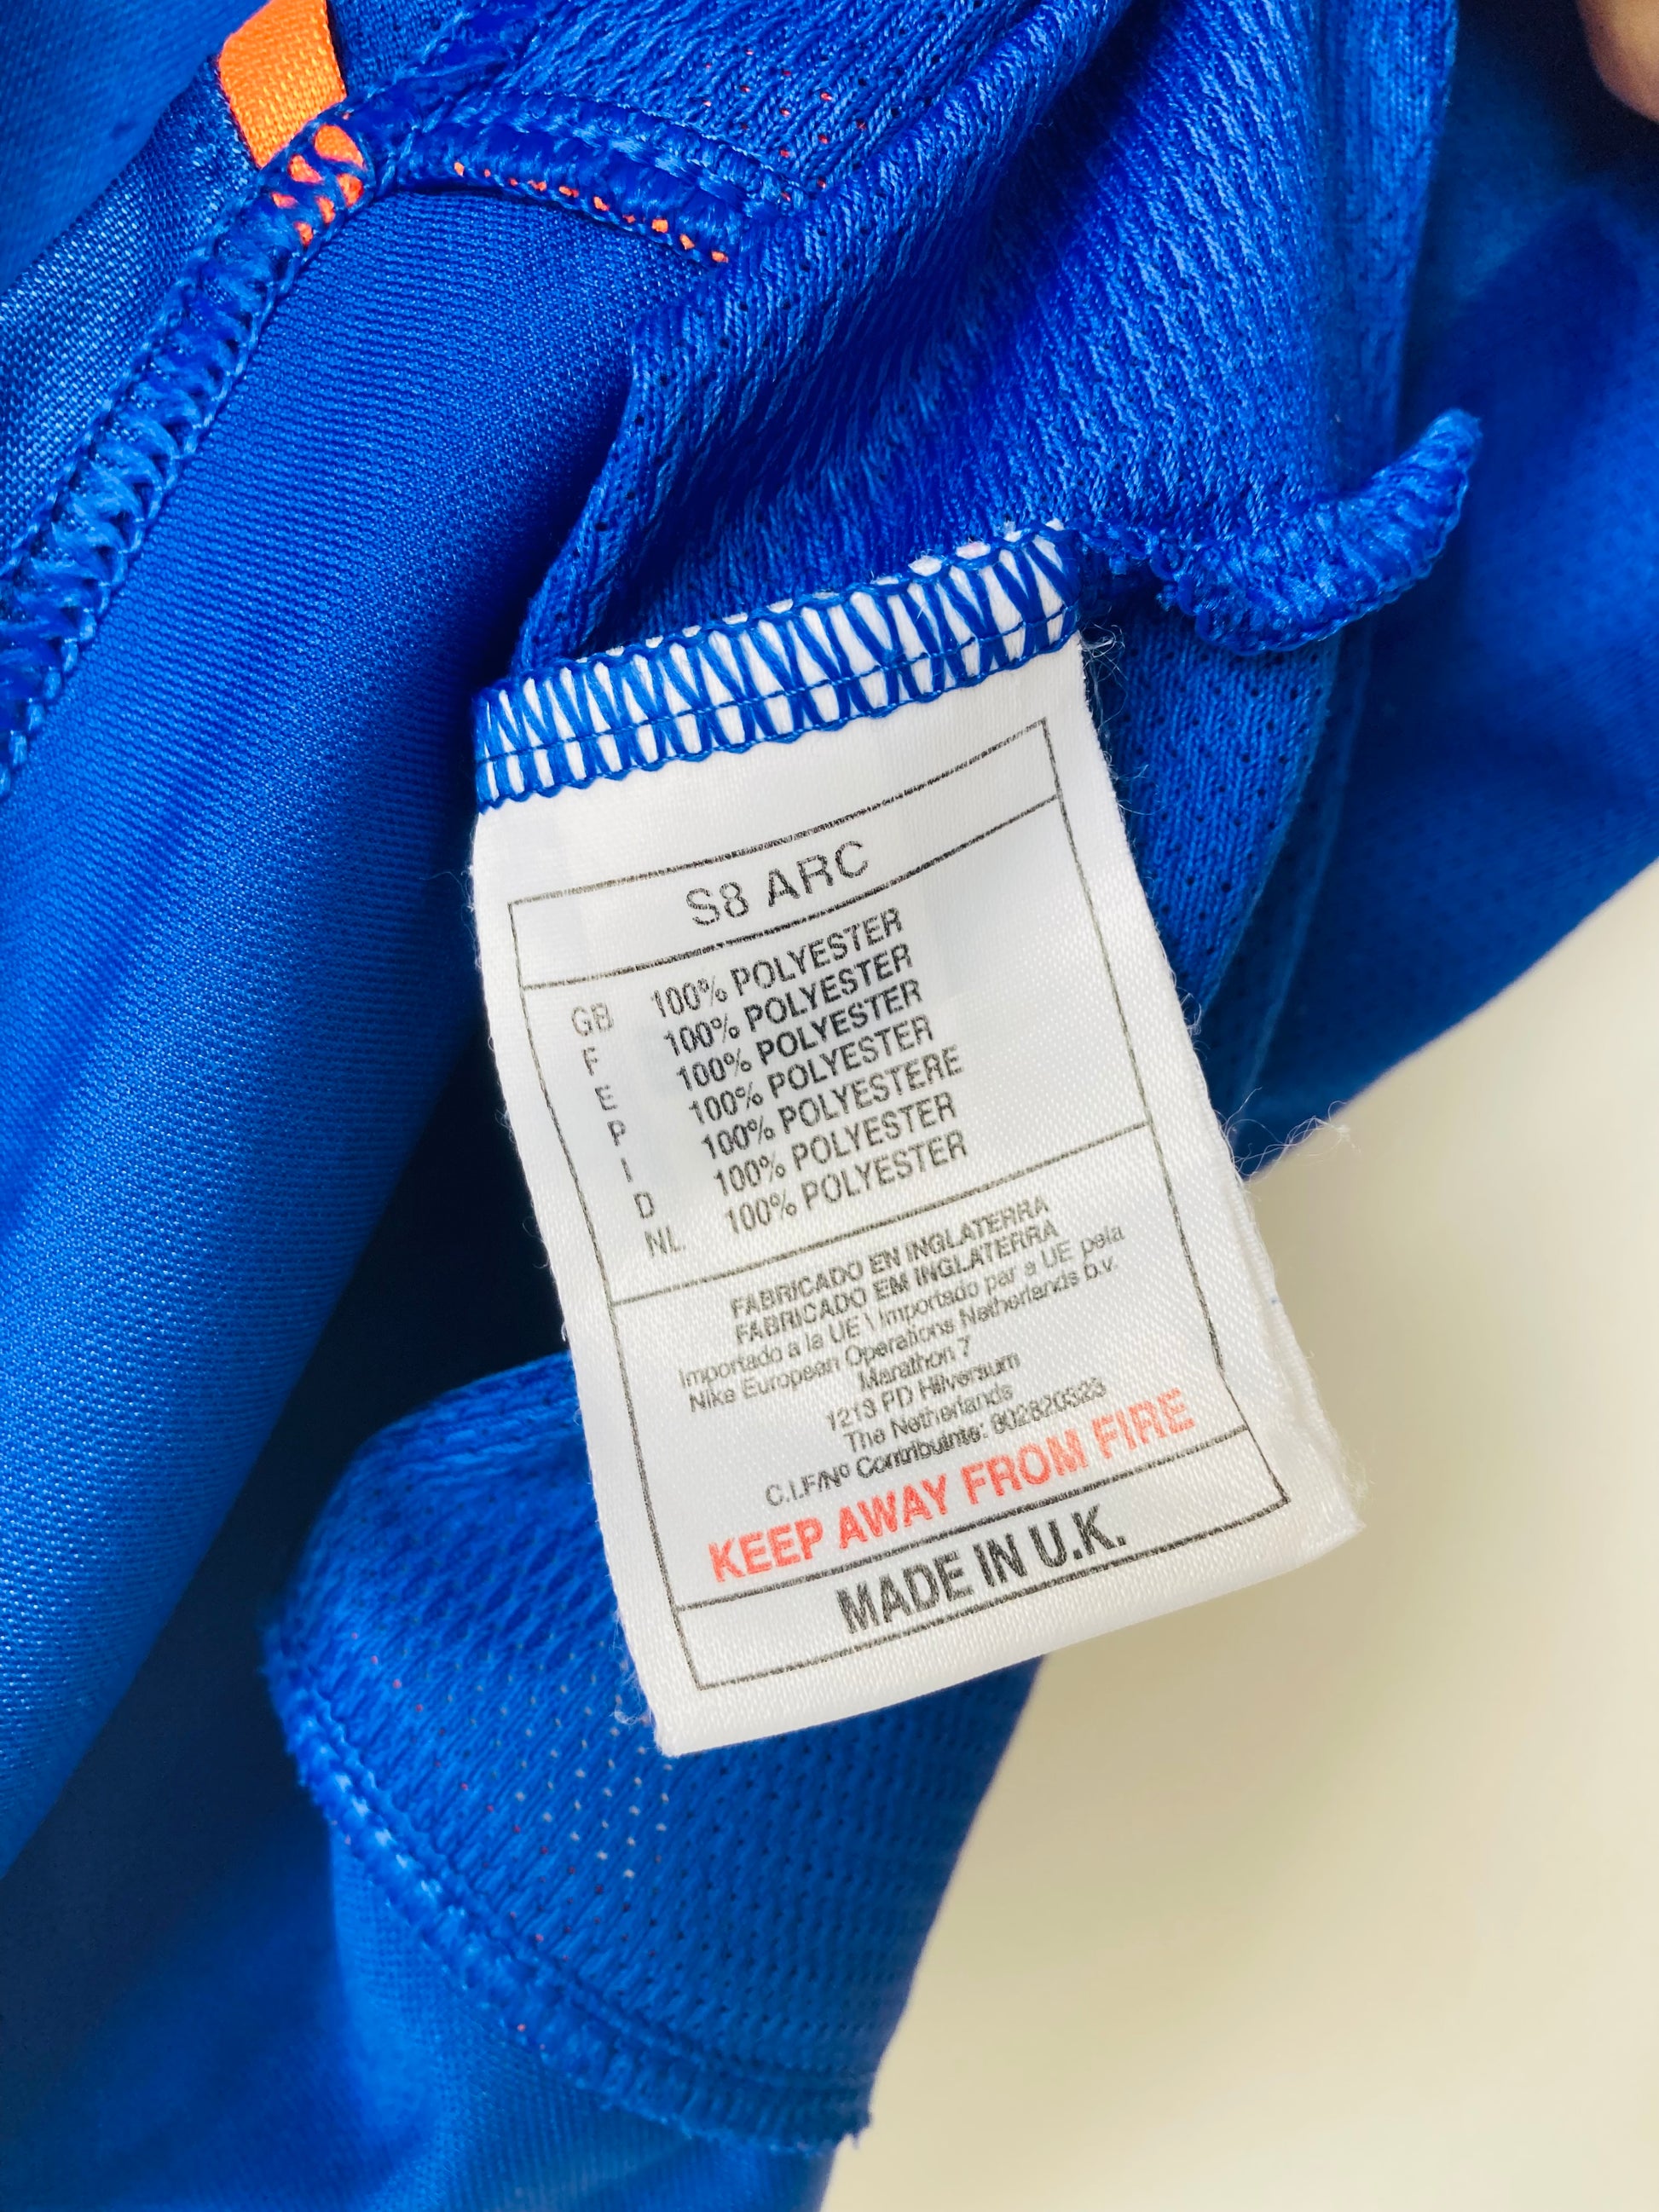 S8 ARC
GB 100% POLYESTER
F 100% POLYESTER
E 100% POLYESTER
P 100% POLYESTER
I 100% POLYESTERE
D 100% POLYESTER
NL 100% POLYESTER
FABRICADO EN INGLATERRA
FABRICADO EM INGLATERRA
Importado a la UE \ Importado par a UE pela
Nike European Operations Netherlands b.v.
Marathon 7
1213 PD Hilversum
The Netherlands
C.I.F/Nº Contribuinte: 802820323
KEEP AWAY FROM FIRE
MADE IN U.K.